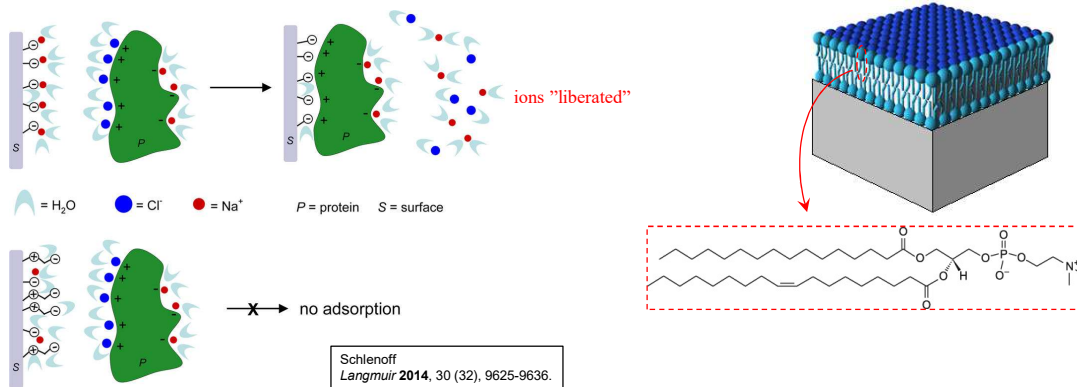 ions ”liberated”
S
P
S
P
= H₂O
= Cl⁻
= Na⁺
P = protein
S = surface
S
P
X
no adsorption
Schlenoff
Langmuir 2014, 30 (32), 9625-9636.
O
O
O
O
H
O
P
O
O⁻
O
N⁺